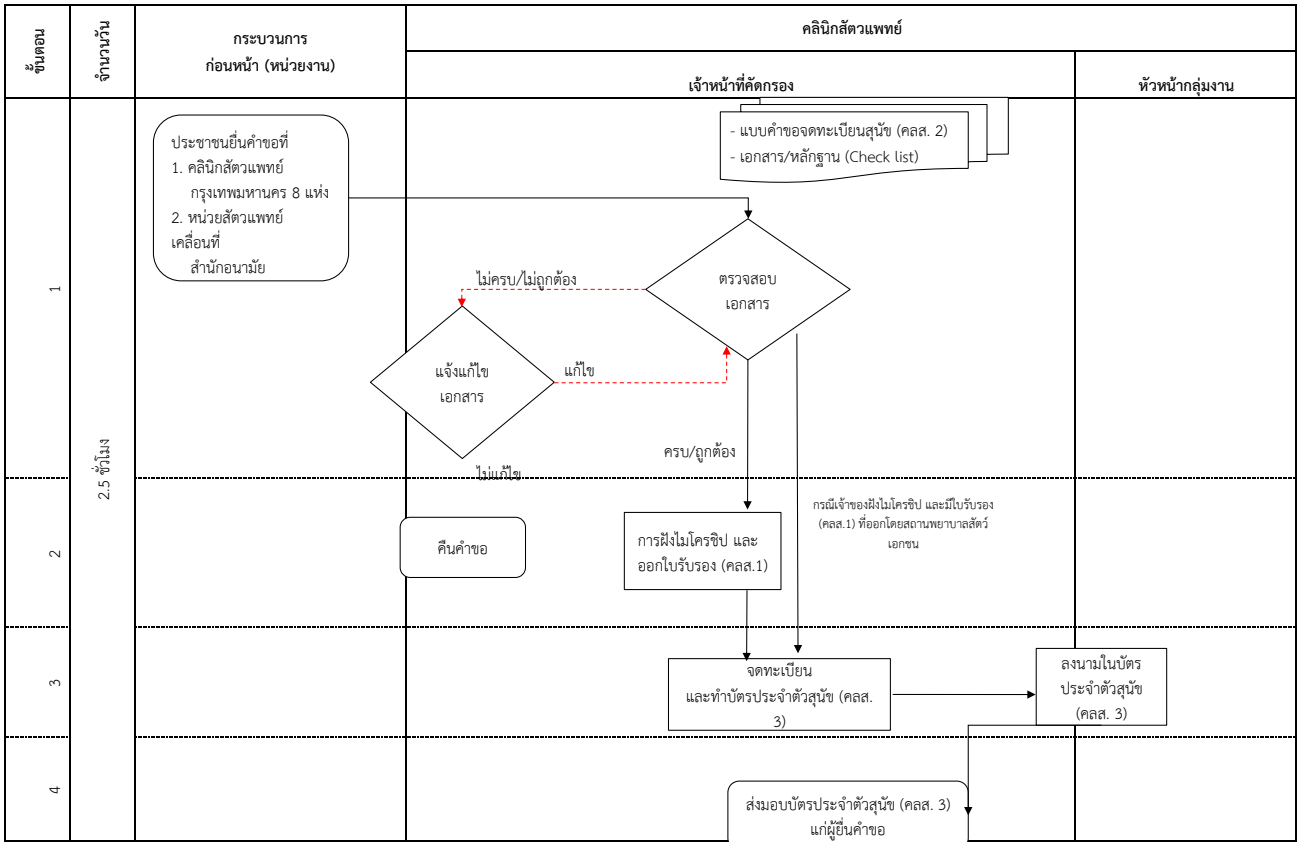 ขั้นตอน
จำนวนวัน
กระบวนการ
ก่อนหน้า (หน่วยงาน)
คลินิกสัตวแพทย์
เจ้าหน้าที่คัดกรอง
หัวหน้ากลุ่มงาน
1
2.5 ชั่วโมง
ประชาชนยื่นคำขอที่
1. คลินิกสัตวแพทย์
กรุงเทพมหานคร 8 แห่ง
2. หน่วยสัตวแพทย์
เคลื่อนที่
สำนักอนามัย
- แบบคำขอจดทะเบียนสุนัข (คลส. 2)
- เอกสาร/หลักฐาน (Check list)
ตรวจสอบ
เอกสาร
ไม่ครบ/ไม่ถูกต้อง
แจ้งแก้ไข
เอกสาร
แก้ไข
ครบ/ถูกต้อง
ไม่แก้ไข
2
คืนคำขอ
การฝังไมโครชิป และ
ออกใบรับรอง (คลส.1)
กรณีเจ้าของฝังไมโครชิป และมีใบรับรอง
(คลส.1) ที่ออกโดยสถานพยาบาลสัตว์
เอกชน
3
จดทะเบียน
และทำบัตรประจำตัวสุนัข (คลส.
3)
ลงนามในบัตร
ประจำตัวสุนัข
(คลส. 3)
4
ส่งมอบบัตรประจำตัวสุนัข (คลส. 3)
แก่ผู้ยื่นคำขอ